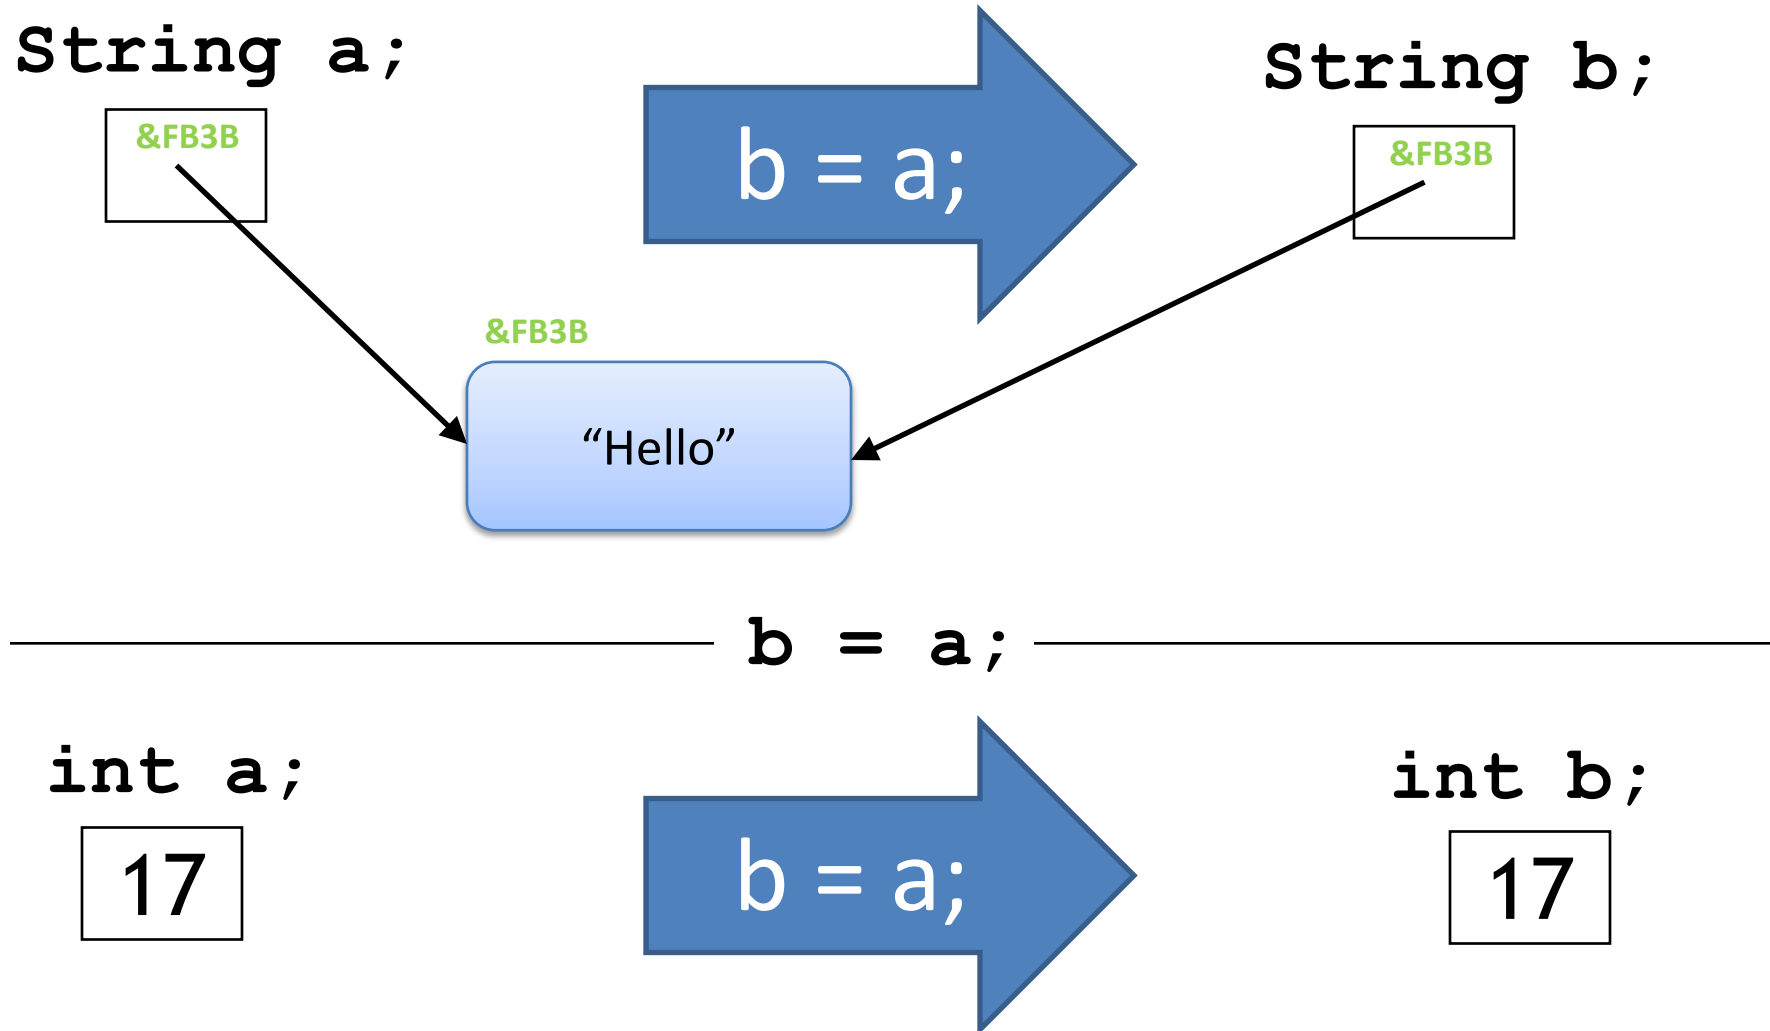 String a;
b = a;
String b;
&FB3B
&FB3B
&FB3B
“Hello”
b = a;
int a;
b = a;
int b;
17
17